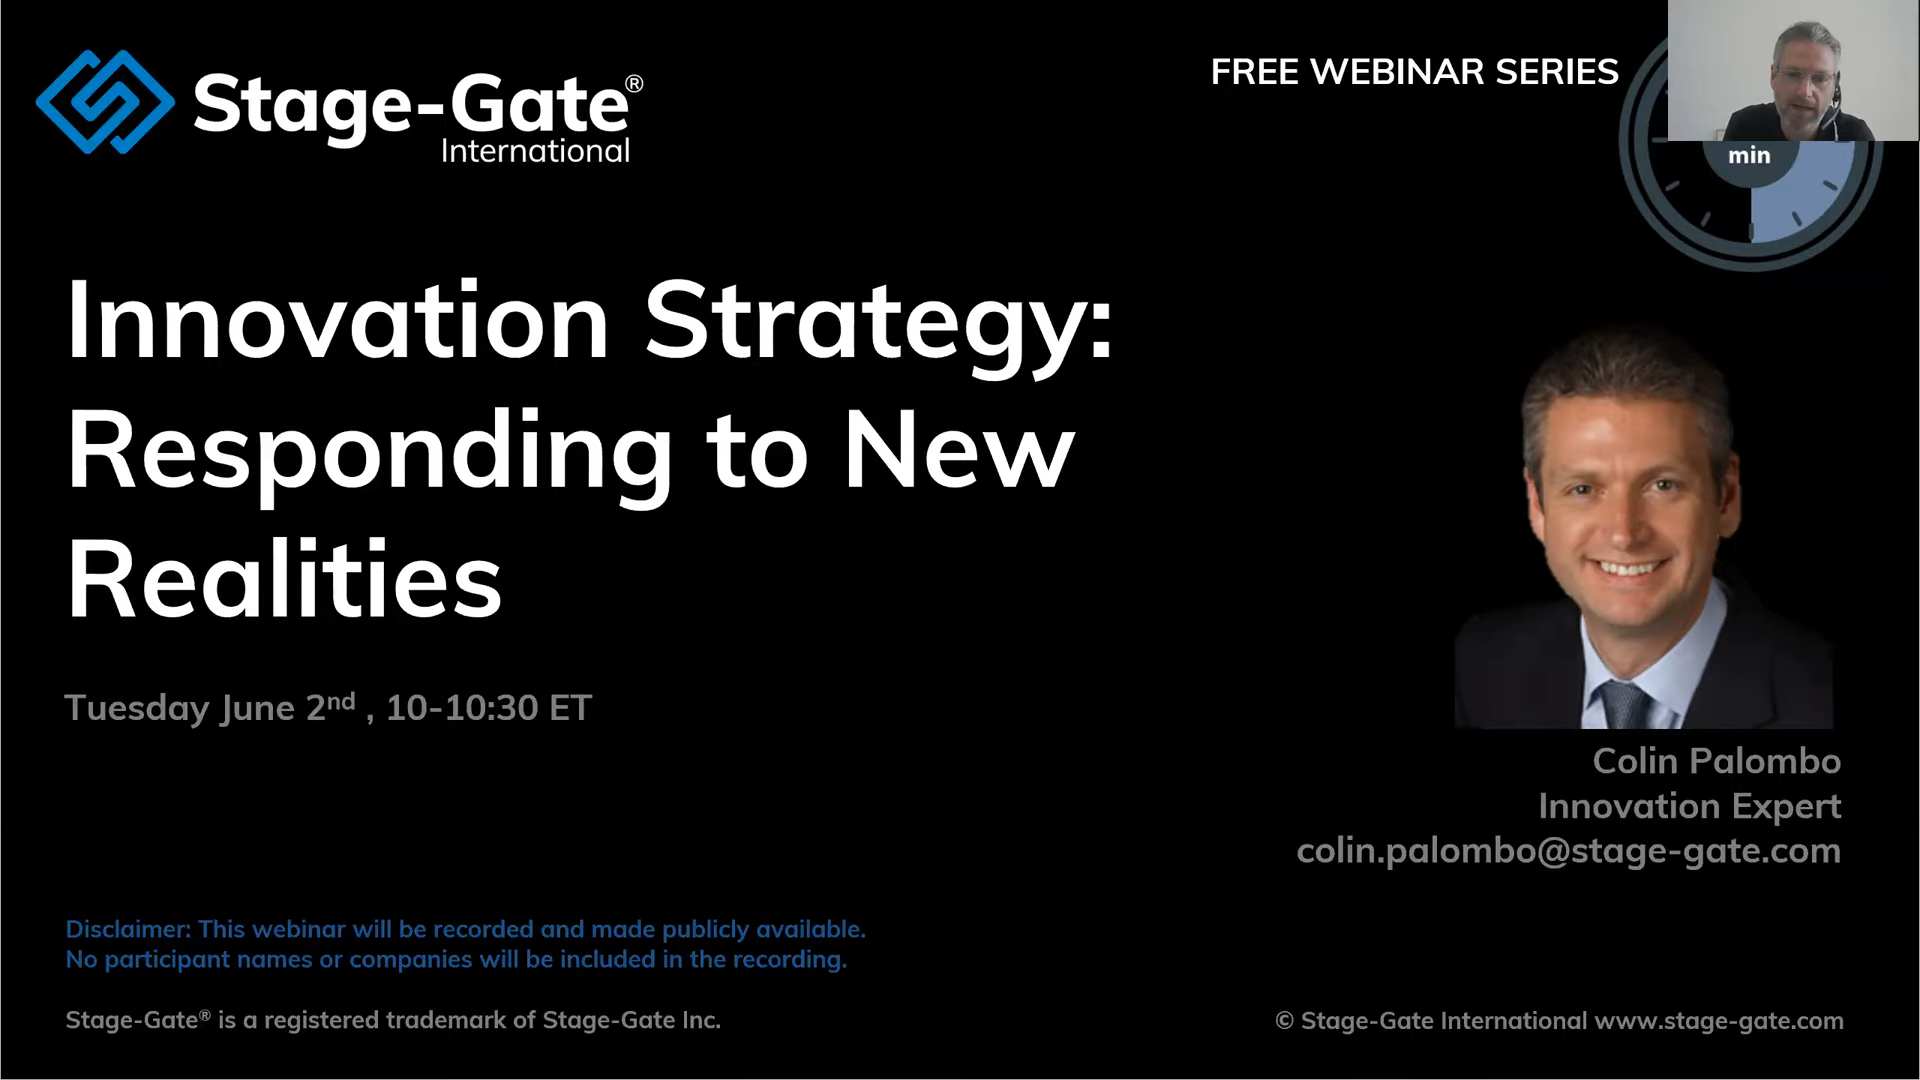 Stage-Gate®
International
FREE WEBINAR SERIES
min
Innovation Strategy:
Responding to New
Realities
Tuesday June 2nd , 10-10:30 ET
Colin Palombo
Innovation Expert
colin.palombo@stage-gate.com
Disclaimer: This webinar will be recorded and made publicly available.
No participant names or companies will be included in the recording.
Stage-Gate® is a registered trademark of Stage-Gate Inc.
© Stage-Gate International www.stage-gate.com